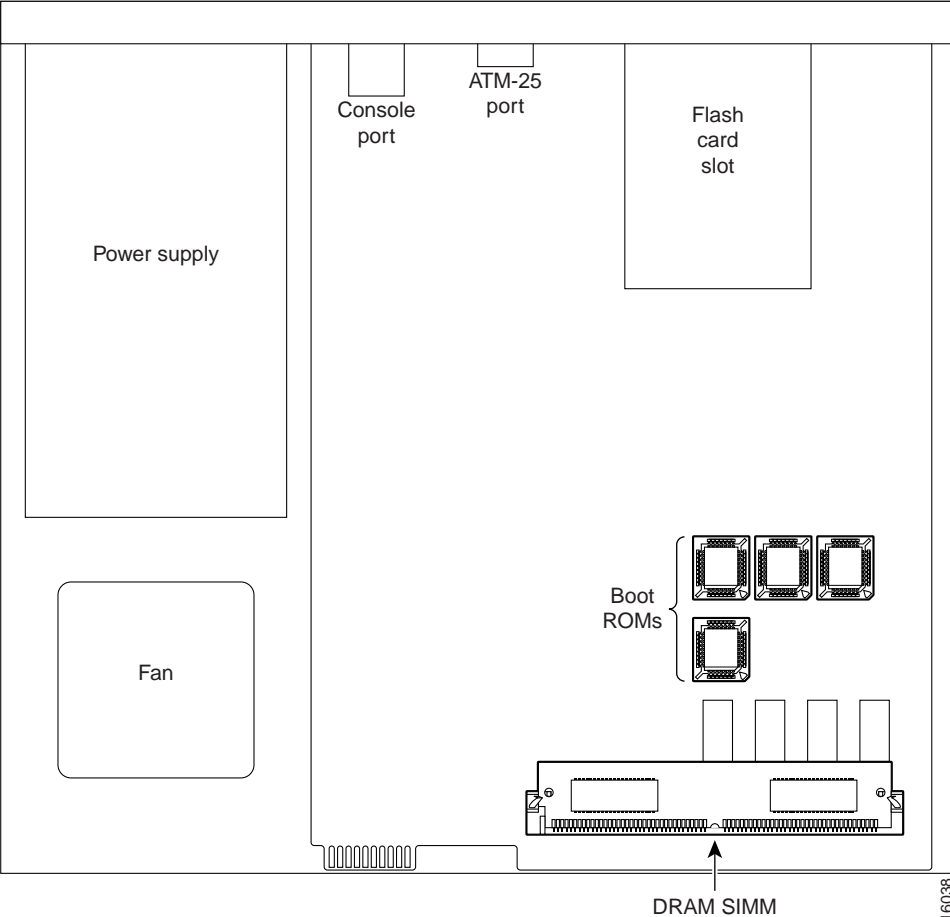 ATM-25
port
Console
port
Flash
card
slot
Power supply
Boot
ROMs
Fan
DRAM SIMM